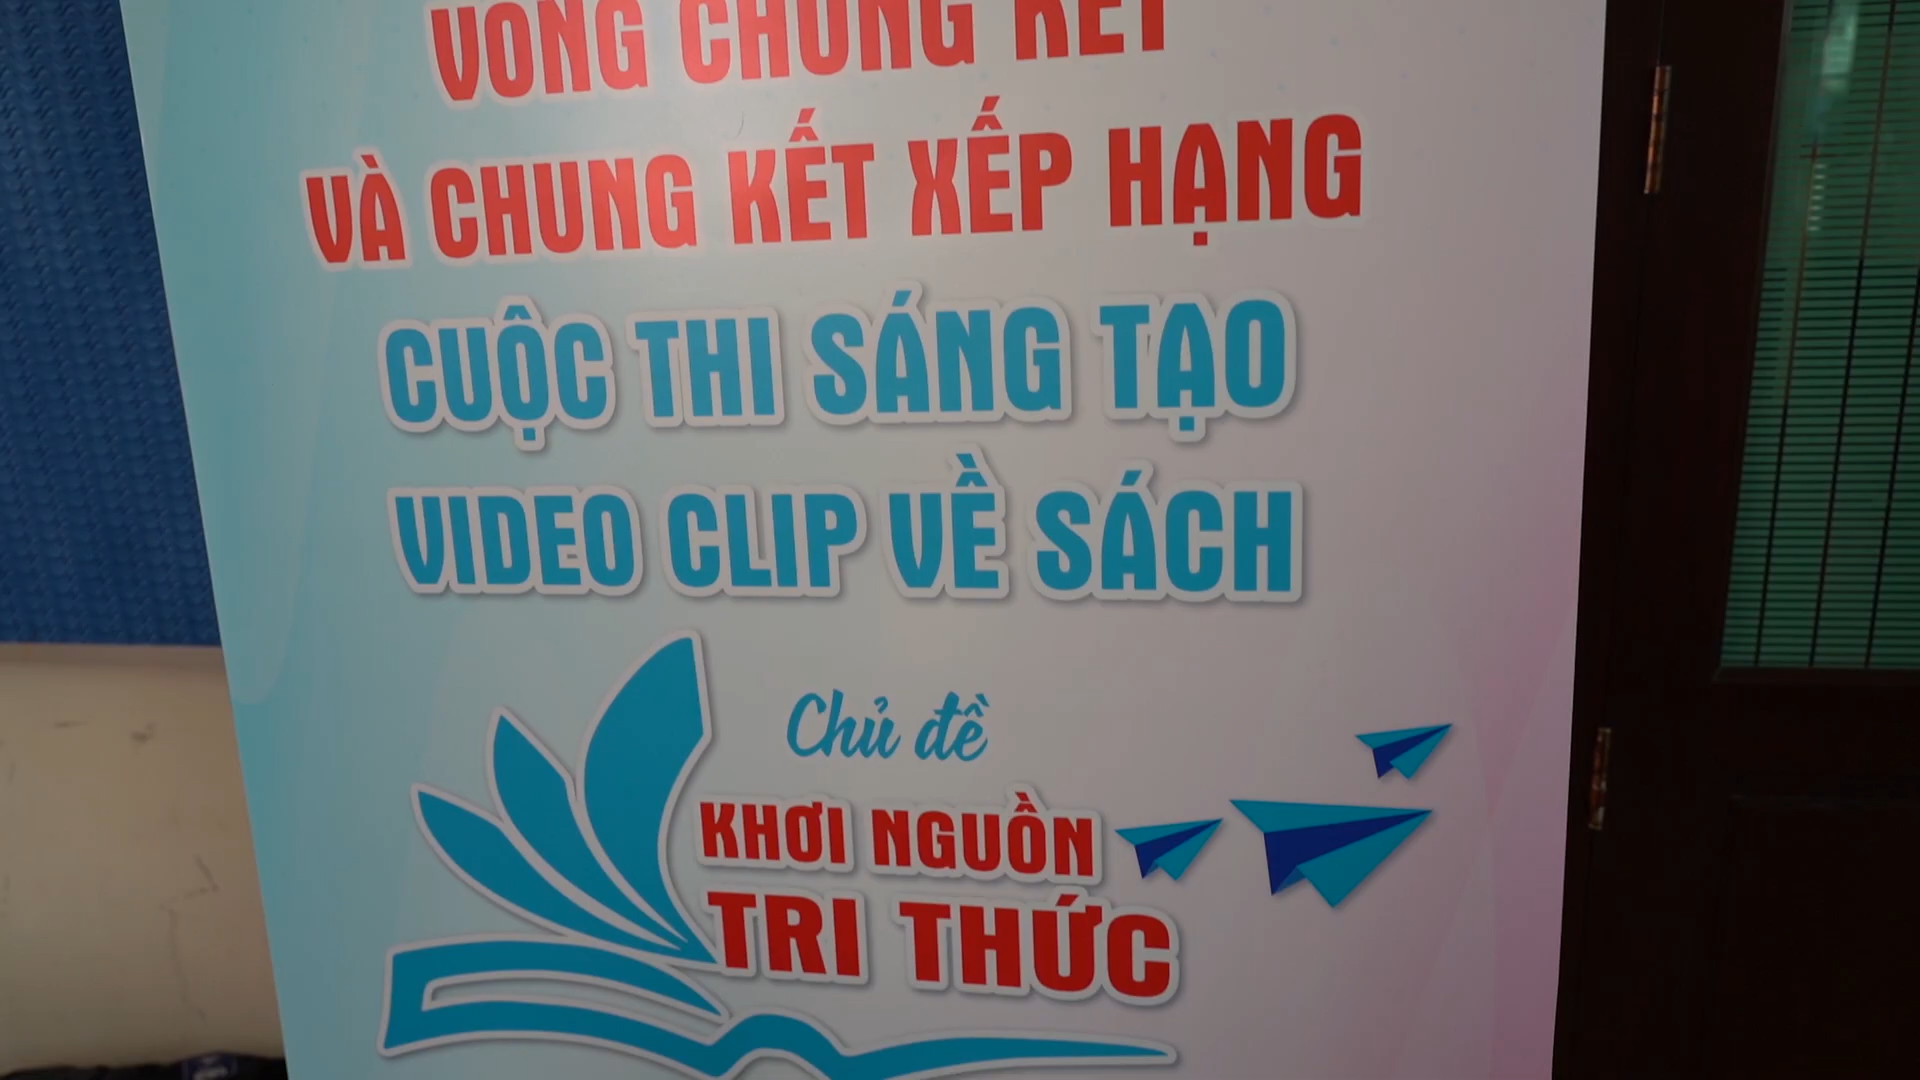 VÒNG CHUNG KẾT
VÀ CHUNG KẾT XẾP HẠNG
CUỘC THI SÁNG TẠO
VIDEO CLIP VỀ SÁCH
Chủ đề
KHƠI NGUỒN
TRI THỨC